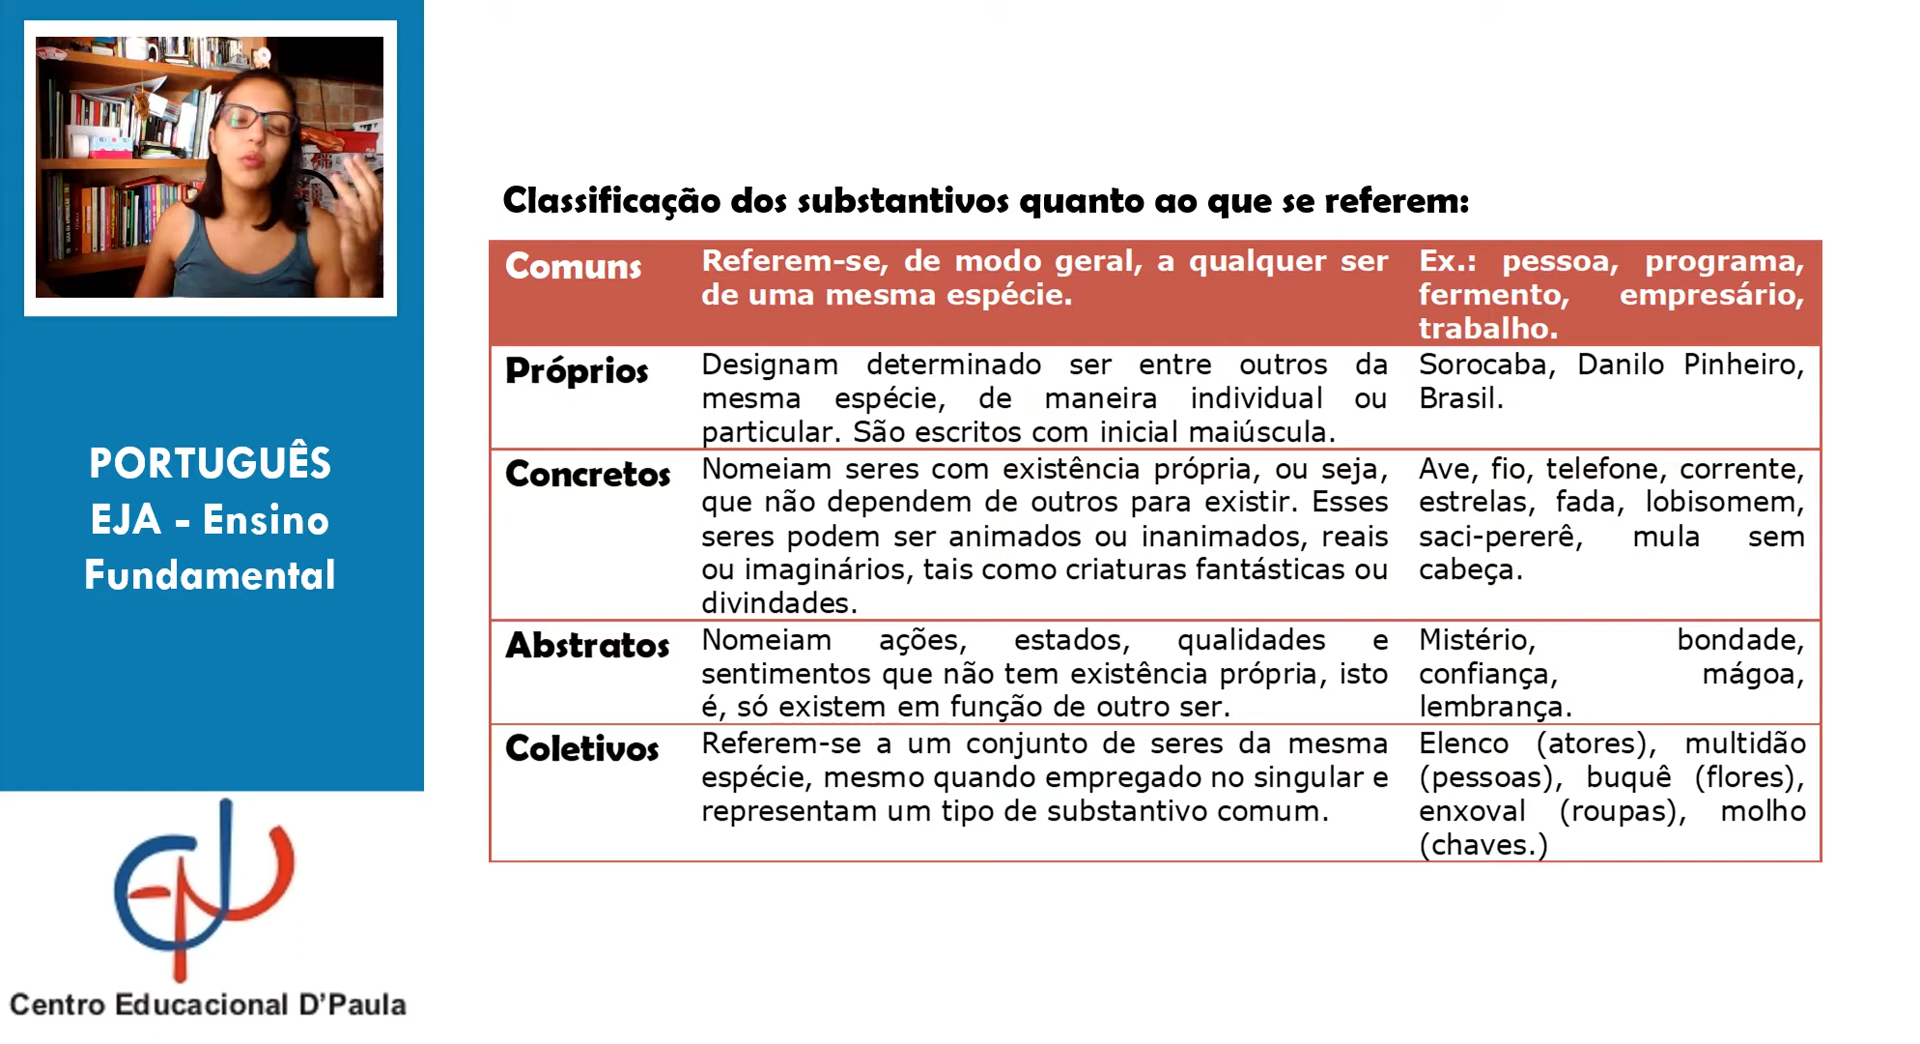 PORTUGUÊS
EJA - Ensino
Fundamental
Centro Educacional D'Paula
Classificação dos substantivos quanto ao que se referem:
Comuns
Referem-se, de modo geral, a qualquer ser
de uma mesma espécie.
Ex.: pessoa, programa,
fermento, empresário,
trabalho.
Próprios
Designam determinado ser entre outros da
mesma espécie, de maneira individual ou
particular. São escritos com inicial maiúscula.
Sorocaba, Danilo Pinheiro,
Brasil.
Concretos
Nomeiam seres com existência própria, ou seja,
que não dependem de outros para existir. Esses
seres podem ser animados ou inanimados, reais
ou imaginários, tais como criaturas fantásticas ou
divindades.
Ave, fio, telefone, corrente,
estrelas, fada, lobisomem,
saci-pererê, mula sem
cabeça.
Abstratos
Nomeiam ações, estados, qualidades e
sentimentos que não tem existência própria, isto
é, só existem em função de outro ser.
Mistério, bondade,
confiança, mágoa,
lembrança.
Coletivos
Referem-se a um conjunto de seres da mesma
espécie, mesmo quando empregado no singular e
representam um tipo de substantivo comum.
Elenco (atores), multidão
(pessoas), buquê (flores),
enxoval (roupas), molho
(chaves.)